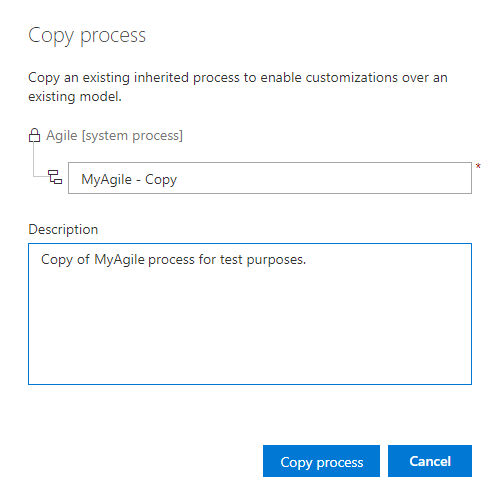 Copy process
Copy an existing inherited process to enable customizations over an
existing model.
Agile [system process]
MyAgile - Copy
*
Description
Copy of MyAgile process for test purposes.
Copy process
Cancel